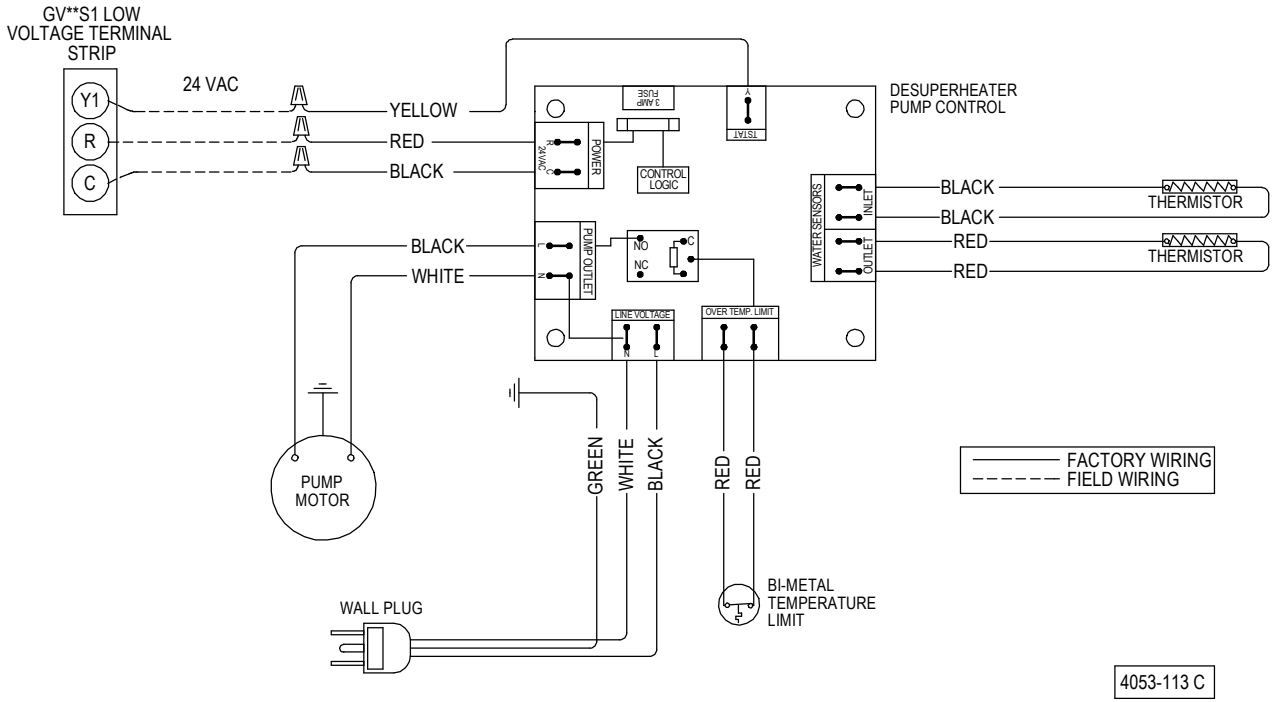 GV**S1 LOW
VOLTAGE TERMINAL
STRIP
Y1
R
C
24 VAC
YELLOW
RED
BLACK
3 AMP
FUSE
Y
TSTAT
DESUPERHEATER
PUMP CONTROL
R
24VAC
C
POWER
CONTROL
LOGIC
WATER SENSORS
INLET
OUTLET
BLACK
BLACK
THERMISTOR
RED
RED
THERMISTOR
BLACK
WHITE
L
N
PUMP OUTLET
NO
NC
C
LINE VOLTAGE
N
L
OVER TEMP. LIMIT
GREEN
WHITE
BLACK
RED
RED
PUMP
MOTOR
FACTORY WIRING
FIELD WIRING
BI-METAL
TEMPERATURE
LIMIT
WALL PLUG
4053-113 C